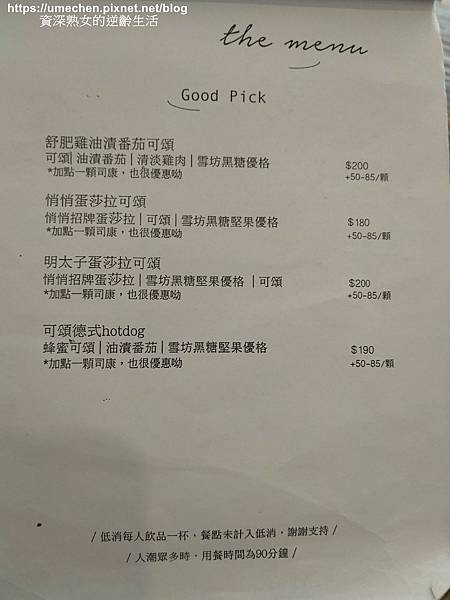 https://umechen.pixnet.net/blog
資深熟女的逆齡生活
the menu
Good Pick
舒肥雞油漬番茄可頌
可頌| 油漬番茄 | 清淡雞肉 | 雪坊黑糖優格 $200
*加點一顆司康，也很優惠呦 +50-85/顆
悄悄蛋莎拉可頌
悄悄招牌蛋莎拉 | 可頌 | 雪坊黑糖堅果優格 $180
*加點一顆司康，也很優惠呦 +50-85/顆
明太子蛋莎拉可頌
悄悄招牌蛋莎拉 | 雪坊黑糖堅果優格 | 可頌 $200
*加點一顆司康，也很優惠呦 +50-85/顆
可頌德式hotdog
蜂蜜可頌 | 油漬番茄 | 雪坊黑糖堅果優格 $190
*加點一顆司康，也很優惠呦 +50-85/顆
/ 低消每人飲品一杯，餐點未計入低消，謝謝支持 /
/ 人潮眾多時，用餐時間為90分鐘 /